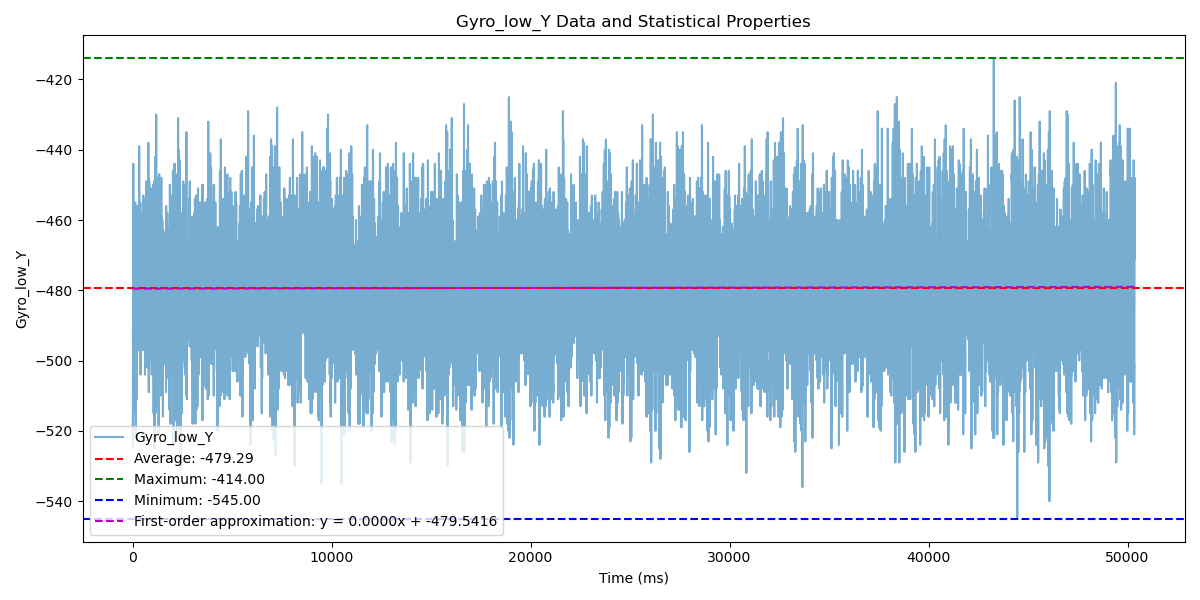 Gyro_low_Y Data and Statistical Properties
Gyro_low_Y
−420
−440
−460
−480
−500
−520
−540
Gyro_low_Y
Average: -479.29
Maximum: -414.00
Minimum: -545.00
First-order approximation: y = 0.0000x + -479.5416
0
10000
20000
30000
40000
50000
Time (ms)